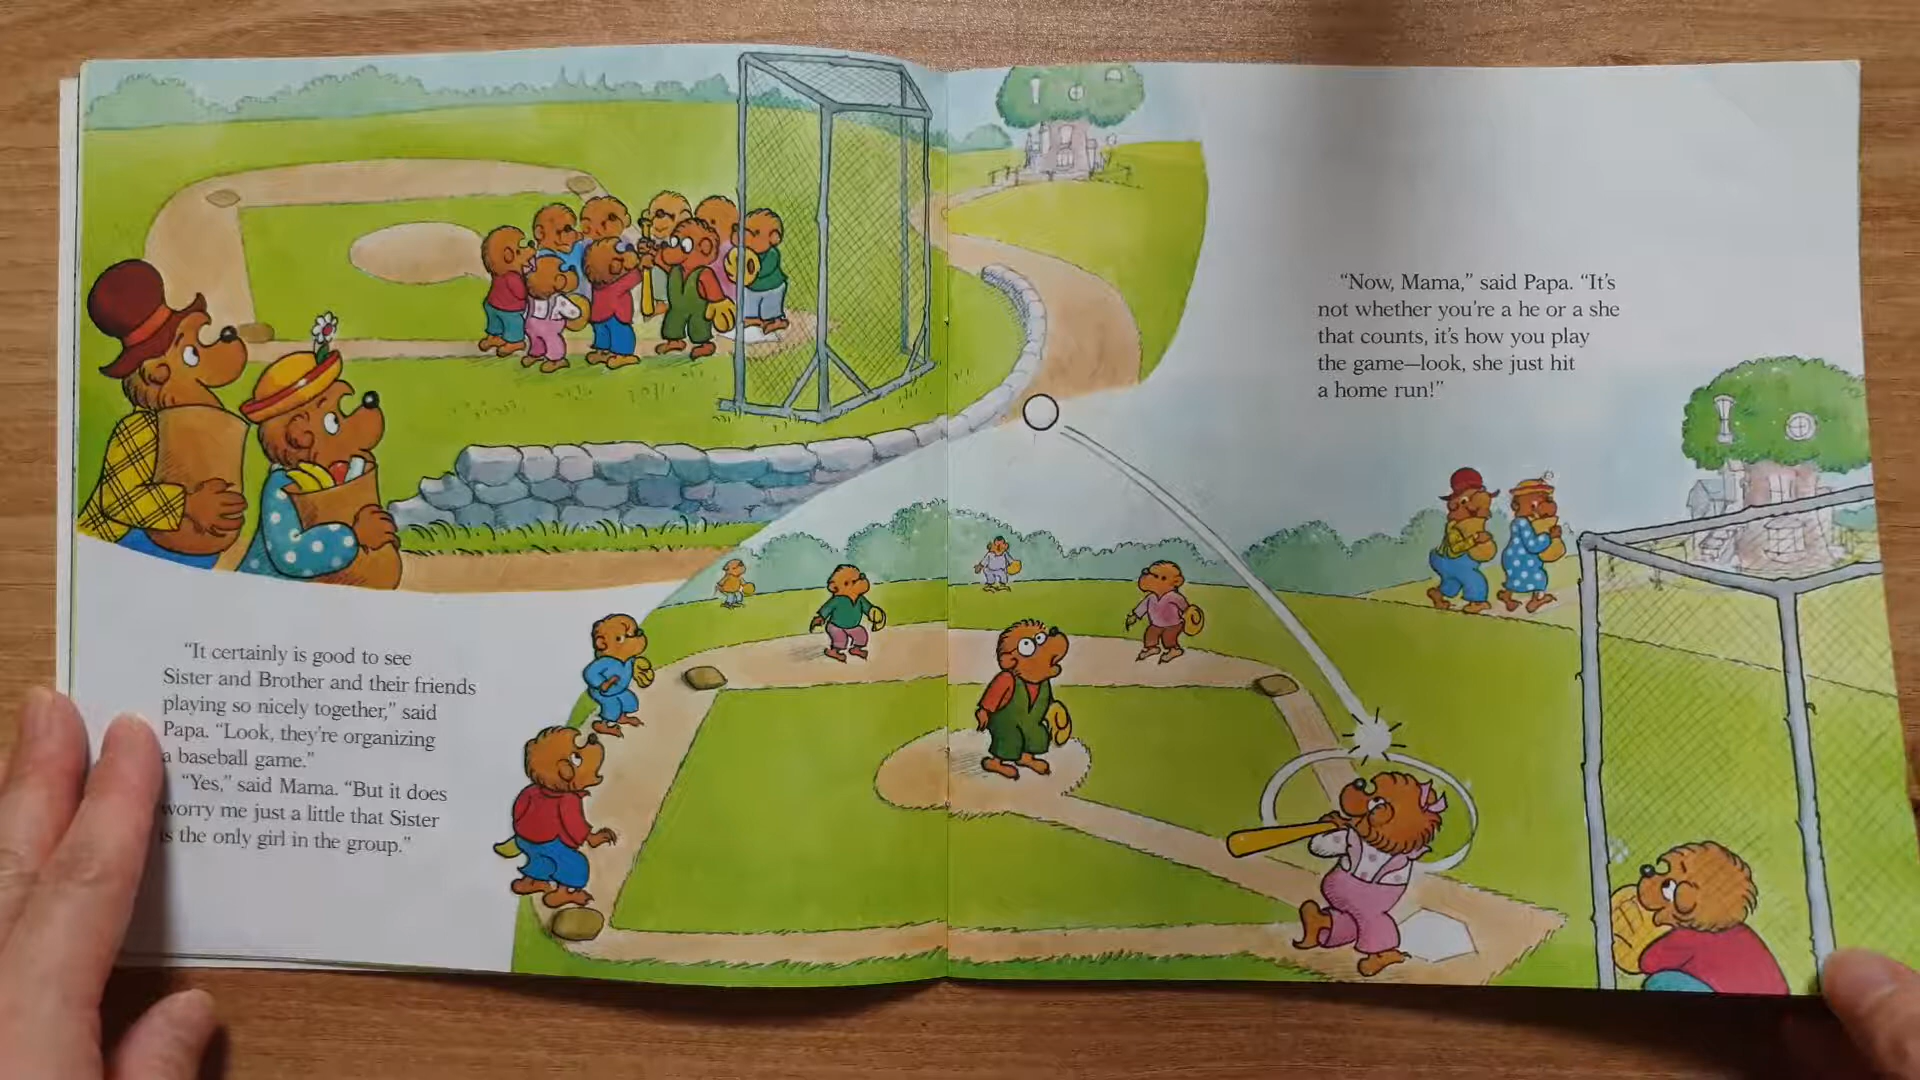 “It certainly is good to see
Sister and Brother and their friends
playing so nicely together,” said
Papa. “Look, they’re organizing
a baseball game.”
“Yes,” said Mama. “But it does
worry me just a little that Sister
is the only girl in the group.”
“Now, Mama,” said Papa. “It’s
not whether you’re a he or a she
that counts, it’s how you play
the game—look, she just hit
a home run!”